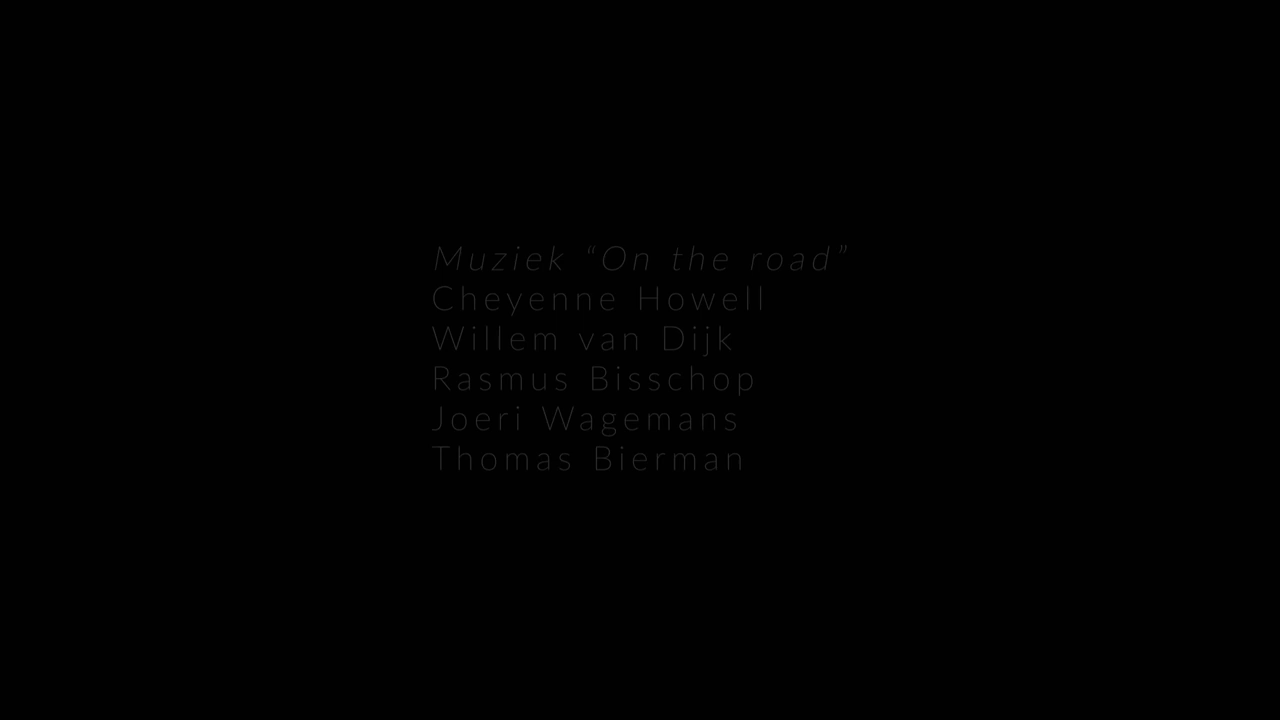 Muziek “On the road”
Cheyenne Howell
Willem van Dijk
Rasmus Bisschop
Joeri Wagemans
Thomas Bierman